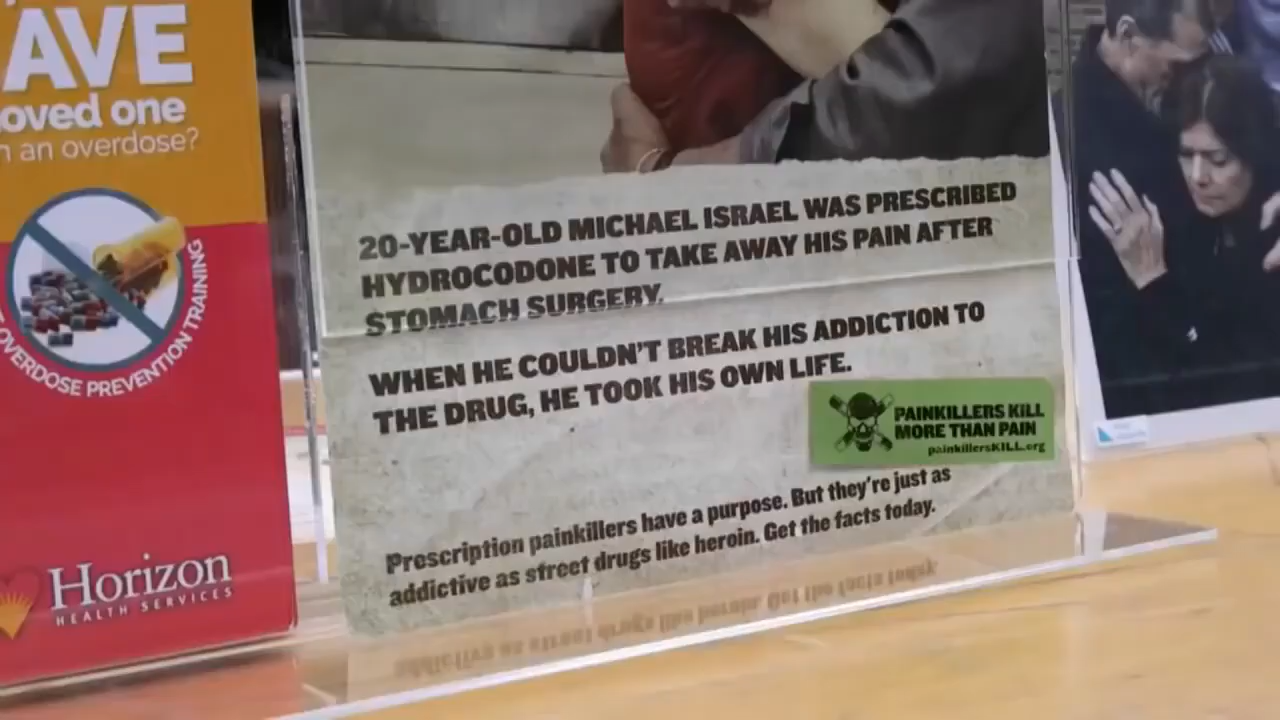 AVE
oved one
an overdose?
OVERDOSE PREVENTION TRAINING
Horizon
HEALTH SERVICES
20-YEAR-OLD MICHAEL ISRAEL WAS PRESCRIBED
HYDROCODONE TO TAKE AWAY HIS PAIN AFTER
STOMACH SURGERY.
WHEN HE COULDN'T BREAK HIS ADDICTION TO
THE DRUG, HE TOOK HIS OWN LIFE.
PAINKILLERS KILL
MORE THAN PAIN
painkillersKILL.org
Prescription painkillers have a purpose. But they're just as
addictive as street drugs like heroin. Get the facts today.